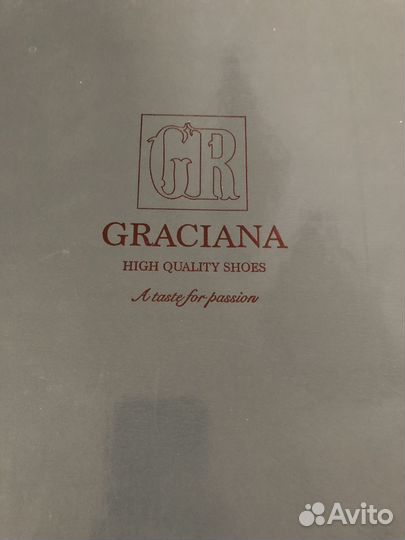 GR
GRACIANA
HIGH QUALITY SHOES
A taste for passion
Avito